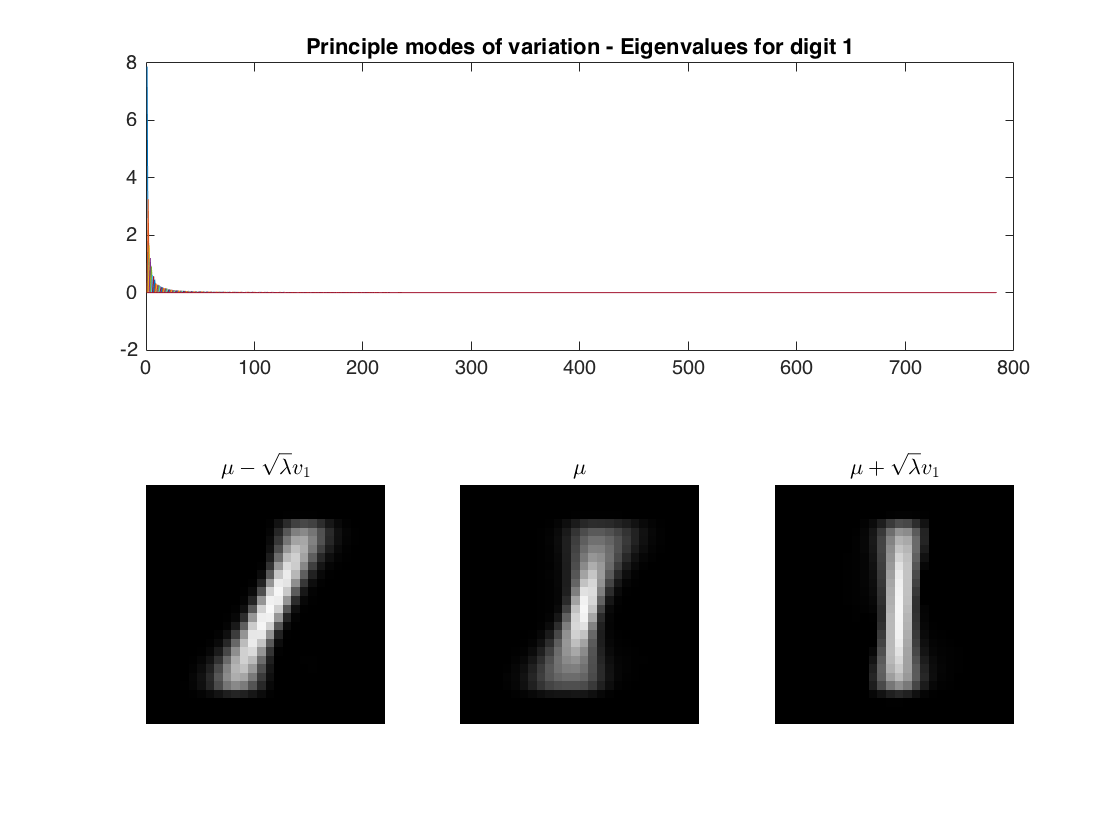 Principle modes of variation - Eigenvalues for digit 1
8
6
4
2
0
-2
0 100 200 300 400 500 600 700 800
μ − √λv₁ μ μ + √λv₁